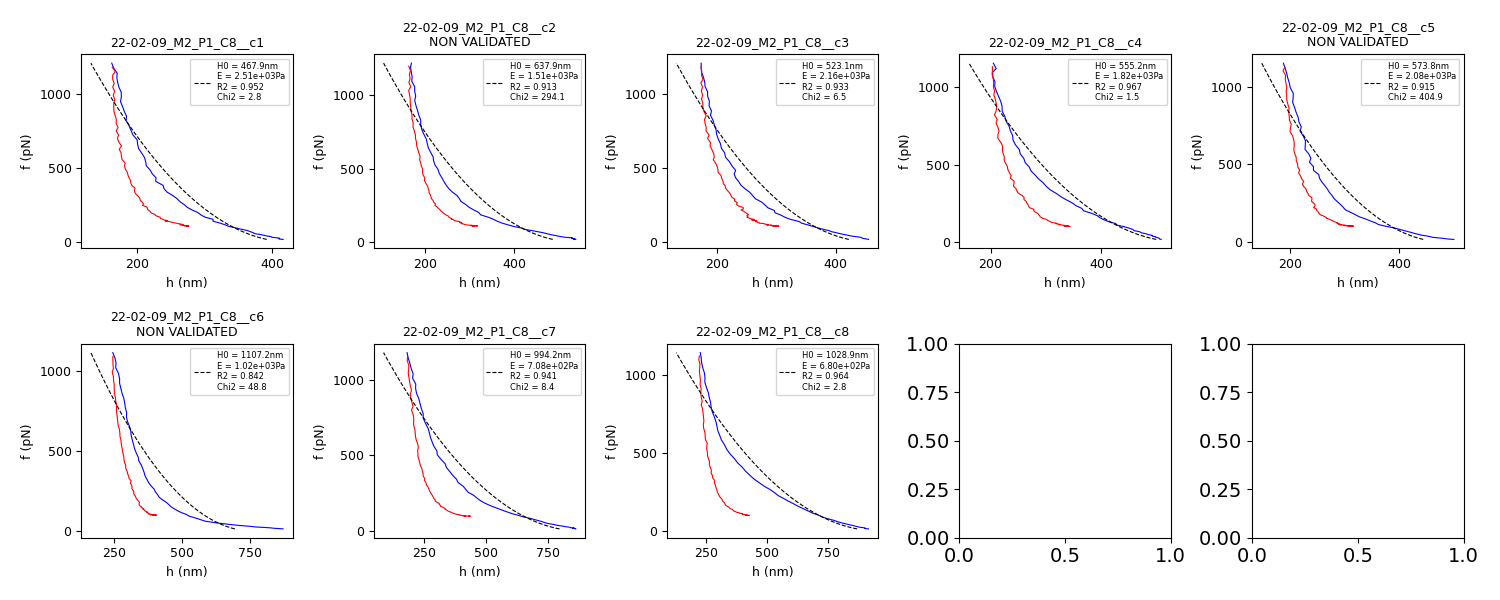 22-02-09_M2_P1_C8__c1
H0 = 467.9nm
E = 2.51e+03Pa
R2 = 0.952
Chi2 = 2.8
1000
500
0
f (pN)
200
400
h (nm)
22-02-09_M2_P1_C8__c2
NON VALIDATED
H0 = 637.9nm
E = 1.51e+03Pa
R2 = 0.913
Chi2 = 294.1
1000
500
0
f (pN)
200
400
h (nm)
22-02-09_M2_P1_C8__c3
H0 = 523.1nm
E = 2.16e+03Pa
R2 = 0.933
Chi2 = 6.5
1000
500
0
f (pN)
200
400
h (nm)
22-02-09_M2_P1_C8__c4
H0 = 555.2nm
E = 1.82e+03Pa
R2 = 0.967
Chi2 = 1.5
1000
500
0
f (pN)
200
400
h (nm)
22-02-09_M2_P1_C8__c5
NON VALIDATED
H0 = 573.8nm
E = 2.08e+03Pa
R2 = 0.915
Chi2 = 404.9
1000
500
0
f (pN)
200
400
h (nm)
22-02-09_M2_P1_C8__c6
NON VALIDATED
H0 = 1107.2nm
E = 1.02e+03Pa
R2 = 0.842
Chi2 = 48.8
1000
500
0
f (pN)
250
500
750
h (nm)
22-02-09_M2_P1_C8__c7
H0 = 994.2nm
E = 7.08e+02Pa
R2 = 0.941
Chi2 = 8.4
1000
500
0
f (pN)
250
500
750
h (nm)
22-02-09_M2_P1_C8__c8
H0 = 1028.9nm
E = 6.80e+02Pa
R2 = 0.964
Chi2 = 2.8
1000
500
0
f (pN)
250
500
750
h (nm)
1.00
0.75
0.50
0.25
0.00
0.0
0.5
1.0
1.00
0.75
0.50
0.25
0.00
0.0
0.5
1.0